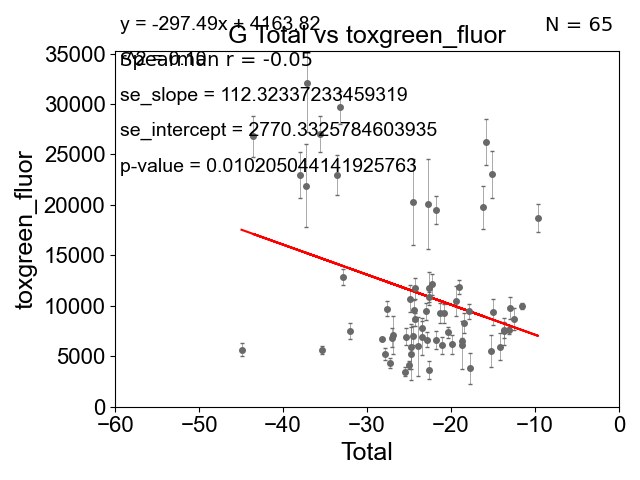 y = -297.49x + 4163.82
N = 65
G Total vs toxgreen_fluor
Spearman r = -0.05
se_slope = 112.32337233459319
se_intercept = 2770.3325784603935
p-value = 0.010205044141925763
35000
30000
25000
20000
15000
10000
5000
0
toxgreen_fluor
−60
−50
−40
−30
−20
−10
0
Total